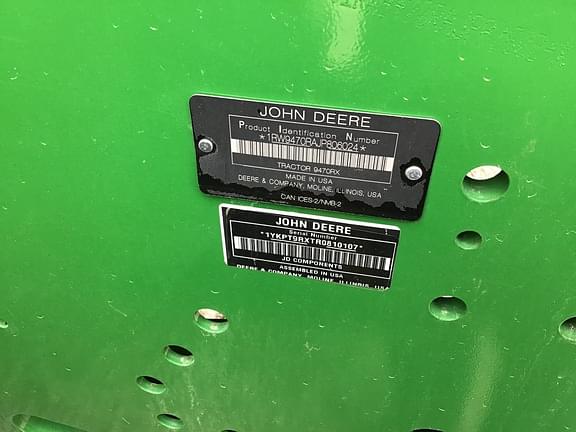 JOHN DEERE
Product Identification Number
*1RW9470RAJP806024*
TRACTOR 9470RX
MADE IN USA
DEERE & COMPANY, MOLINE, ILLINOIS, USA
CAN ICES-2/NMB-2
JOHN DEERE
Serial Number
*1YKPT9RXTR0810107*
JD COMPONENTS
ASSEMBLED IN USA
DEERE & COMPANY, MOLINE, ILLINOIS, USA